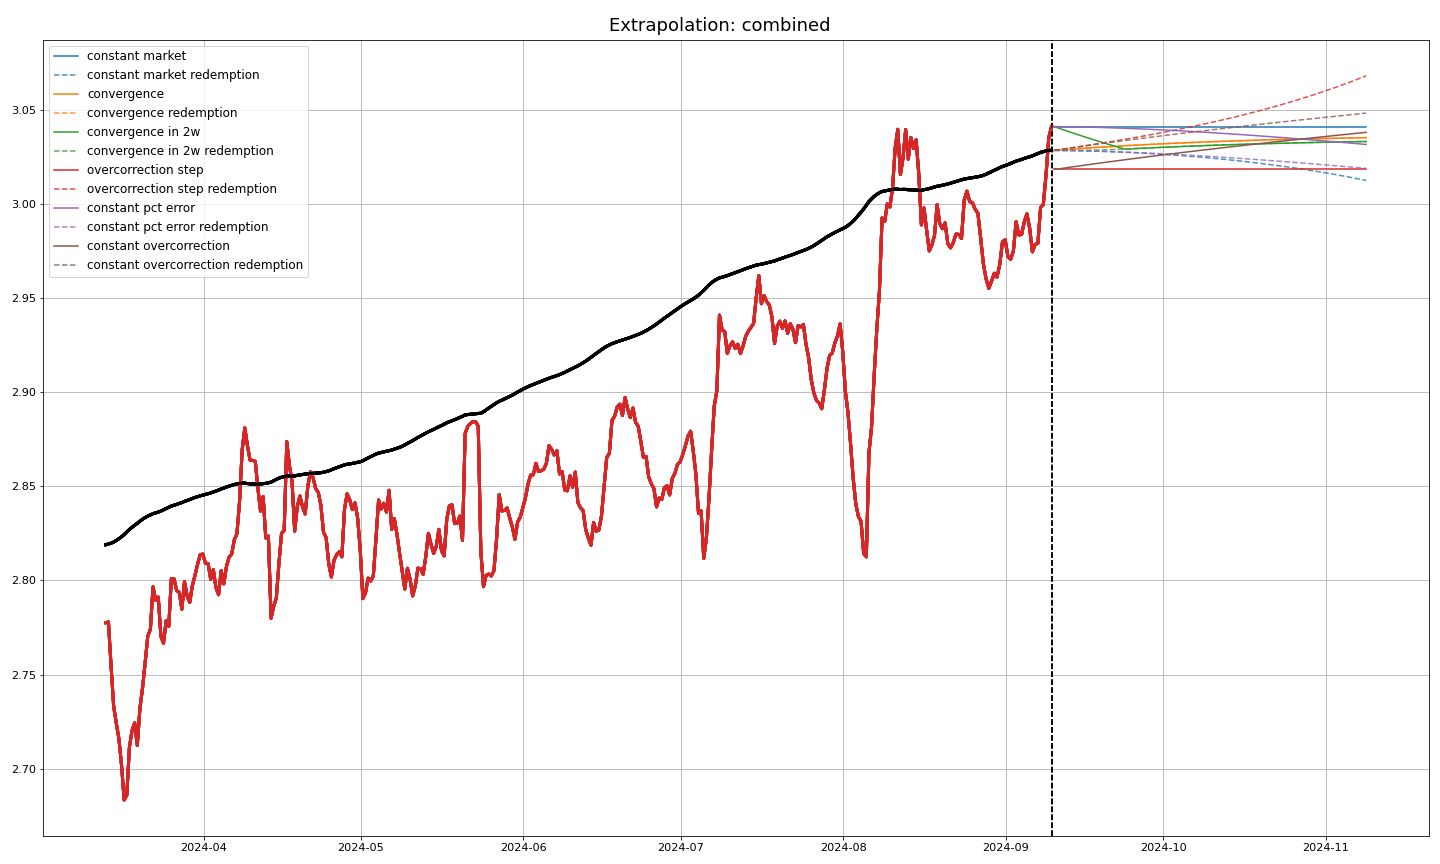 Extrapolation: combined
constant market
constant market redemption
convergence
convergence redemption
convergence in 2w
convergence in 2w redemption
overcorrection step
overcorrection step redemption
constant pct error
constant pct error redemption
constant overcorrection
constant overcorrection redemption
3.05
3.00
2.95
2.90
2.85
2.80
2.75
2.70
2024-04
2024-05
2024-06
2024-07
2024-08
2024-09
2024-10
2024-11